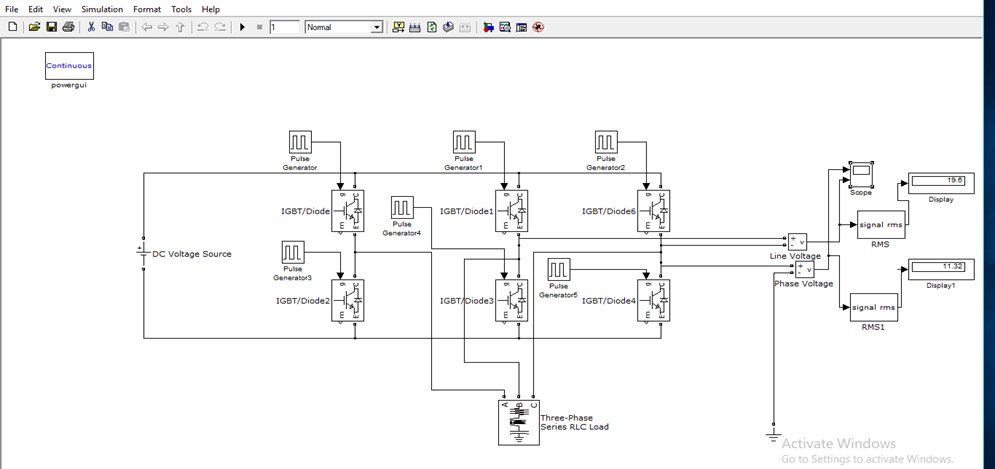 File Edit View Simulation Format Tools Help
1 Normal
Continuous
powergui
Pulse
Generator
Pulse
Generator1
Pulse
Generator2
Pulse
Generator4
Pulse
Generator3
Pulse
Generator5
g C
IGBT/Diode
m E
g C
IGBT/Diode1
m E
g C
IGBT/Diode6
m E
+
DC Voltage Source
g C
IGBT/Diode2
m E
g C
IGBT/Diode3
m E
g C
IGBT/Diode4
m E
Scope
19.6
Display
signal rms
RMS
+ v
-
Line Voltage
+ v
-
Phase Voltage
11.32
Display1
signal rms
RMS1
A B C
Three-Phase
Series RLC Load
Activate Windows
Go to Settings to activate Windows.